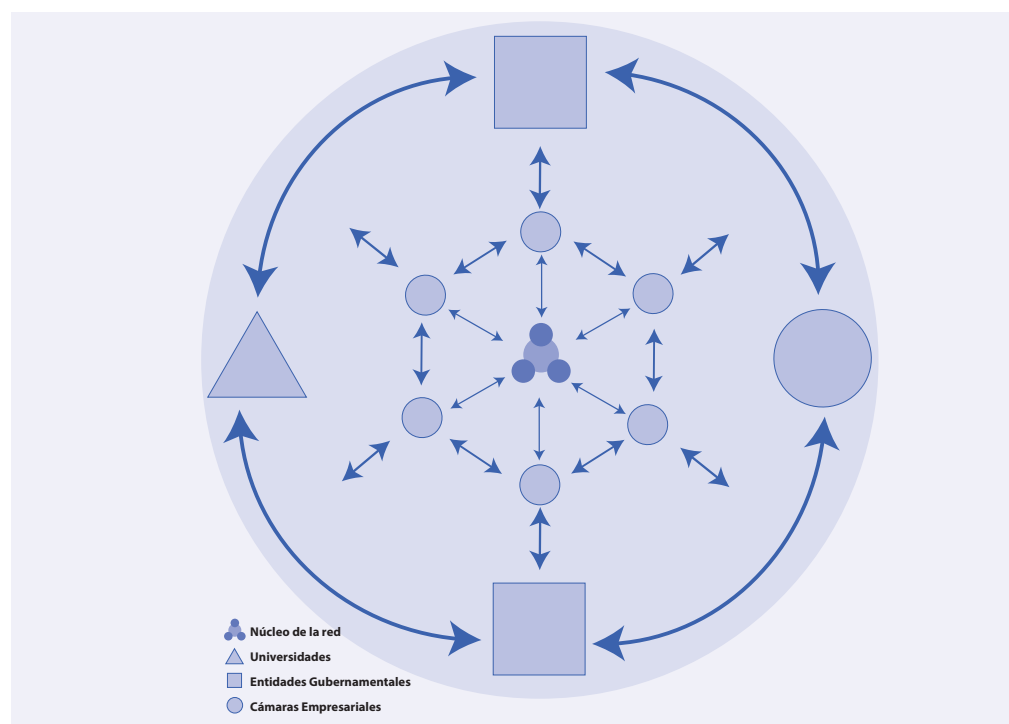 Núcleo de la red
Universidades
Entidades Gubernamentales
Cámaras Empresariales